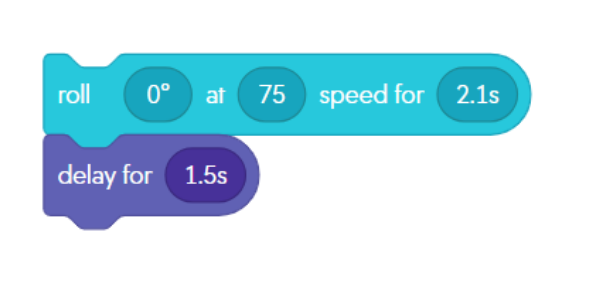 roll 0° at 75 speed for 2.1s
delay for 1.5s